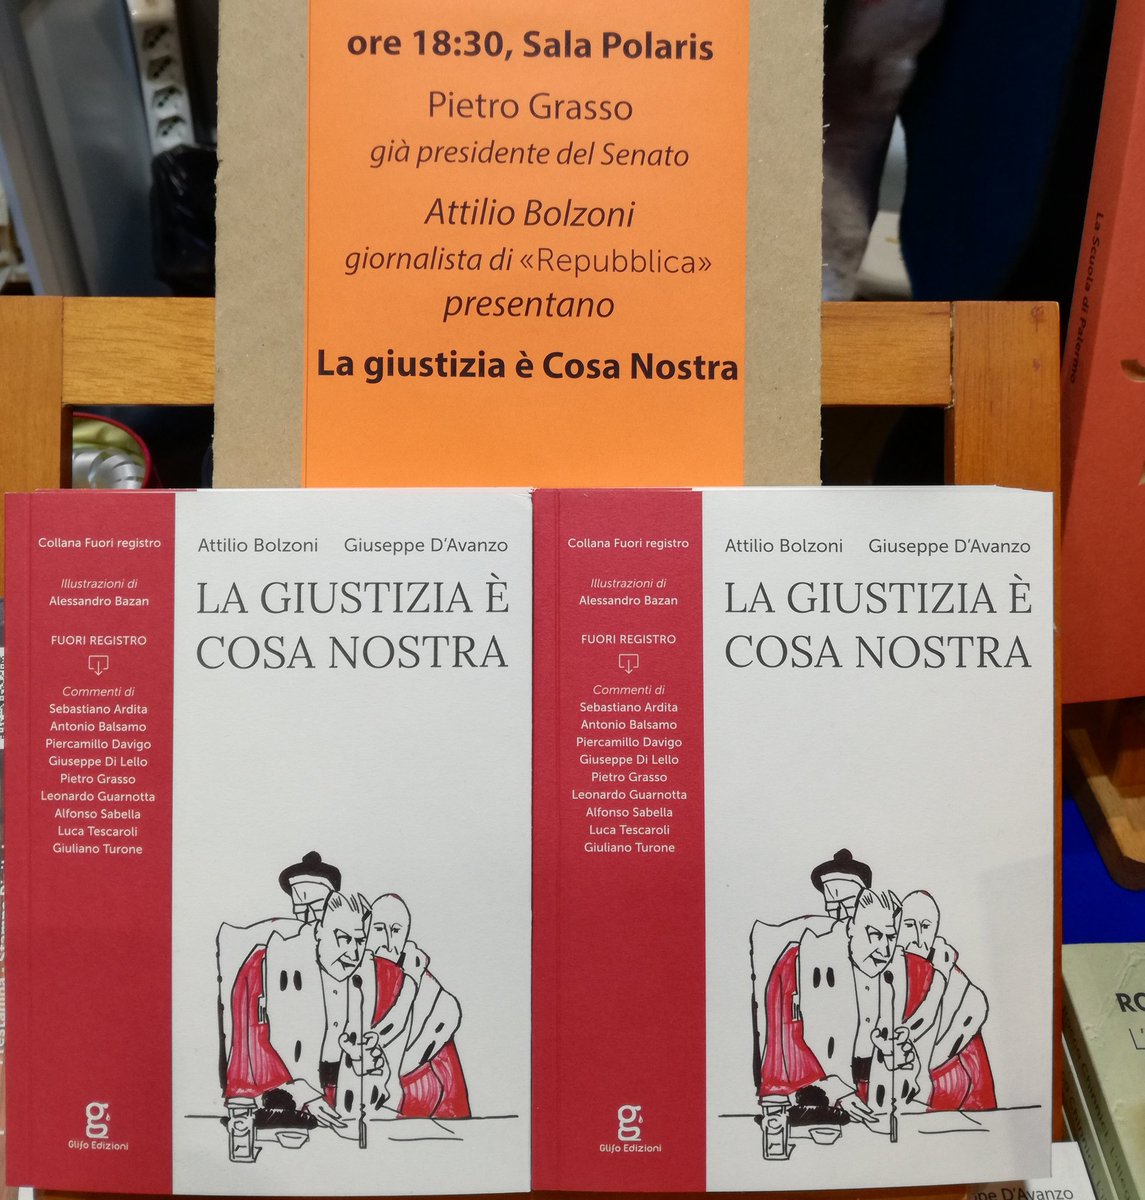 ore 18:30, Sala Polaris
Pietro Grasso
già presidente del Senato
Attilio Bolzoni
giornalista di «Repubblica»
presentano
La giustizia è Cosa Nostra
La Scuola di Palermo
Collana Fuori registro
Illustrazioni di
Alessandro Bazan
FUORI REGISTRO
Commenti di
Sebastiano Ardita
Antonio Balsamo
Piercamillo Davigo
Giuseppe Di Lello
Pietro Grasso
Leonardo Guarnotta
Alfonso Sabella
Luca Tescaroli
Giuliano Turone
g
Glifo Edizioni
Attilio Bolzoni Giuseppe D'Avanzo
LA GIUSTIZIA È
COSA NOSTRA
Collana Fuori registro
Illustrazioni di
Alessandro Bazan
FUORI REGISTRO
Commenti di
Sebastiano Ardita
Antonio Balsamo
Piercamillo Davigo
Giuseppe Di Lello
Pietro Grasso
Leonardo Guarnotta
Alfonso Sabella
Luca Tescaroli
Giuliano Turone
g
Glifo Edizioni
Attilio Bolzoni Giuseppe D'Avanzo
LA GIUSTIZIA È
COSA NOSTRA
RO
L'
D'Avanzo